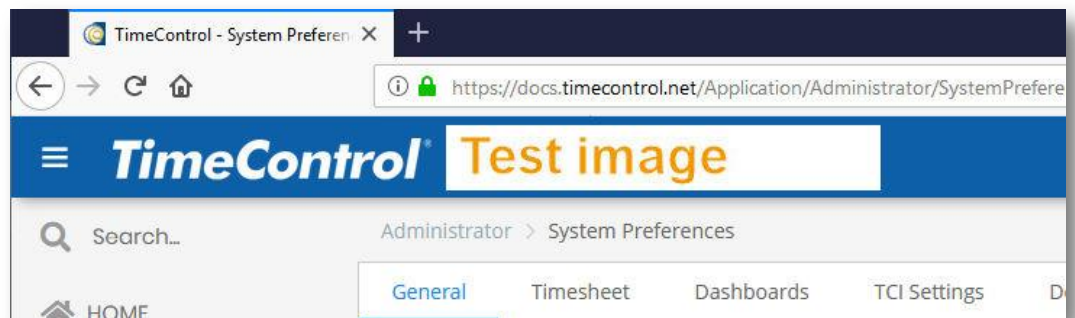 TimeControl - System Preferen
https://docs.timecontrol.net/Application/Administrator/SystemPrefere
TimeControl® Test image
Search...
Administrator > System Preferences
General Timesheet Dashboards TCI Settings
HOME